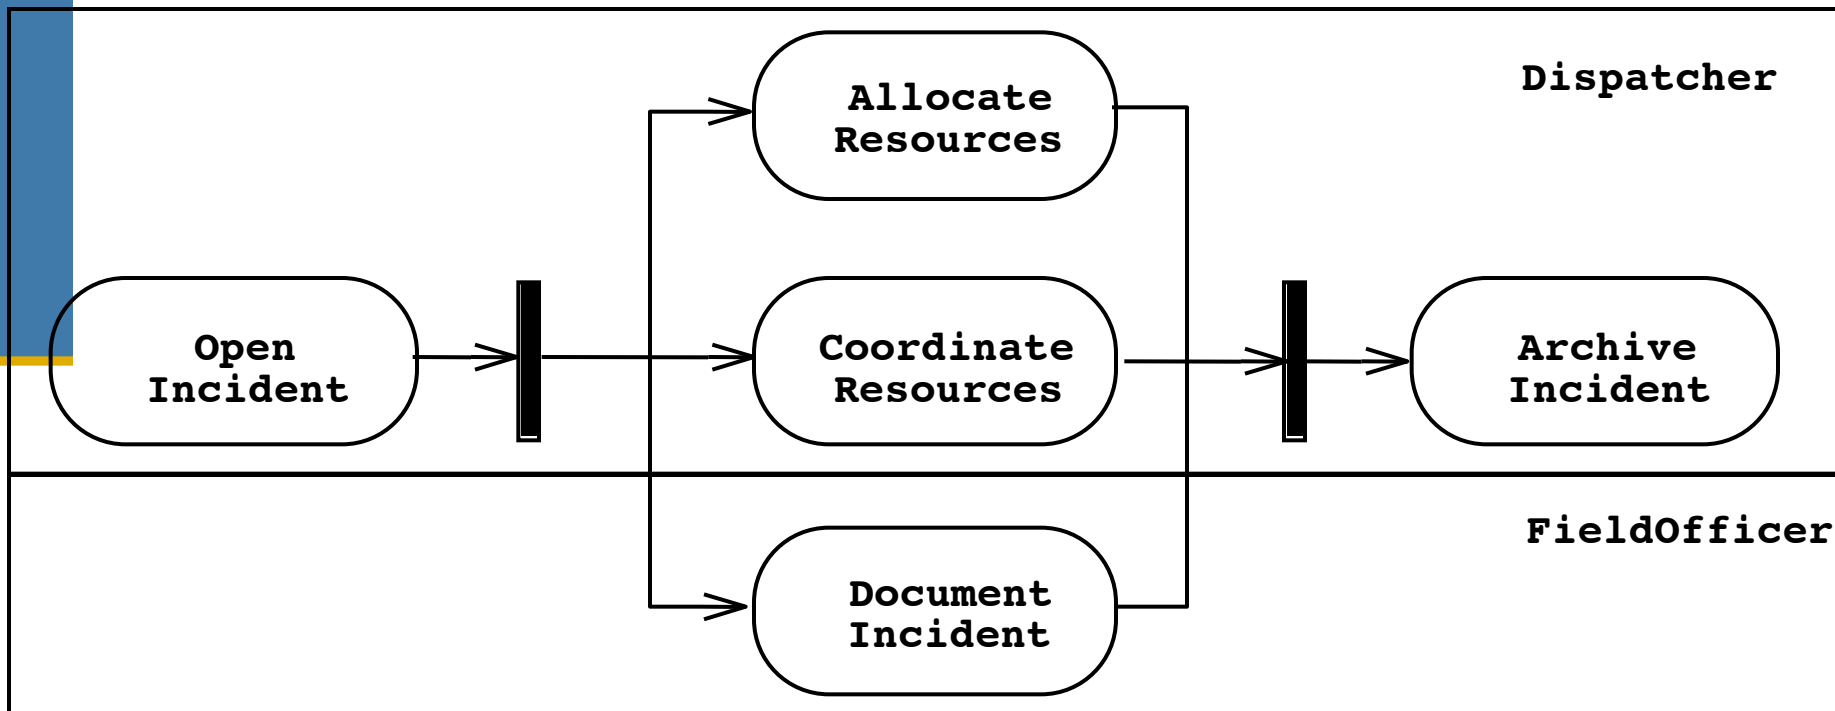 Dispatcher
Allocate
Resources
Open
Incident
Coordinate
Resources
Archive
Incident
FieldOfficer
Document
Incident